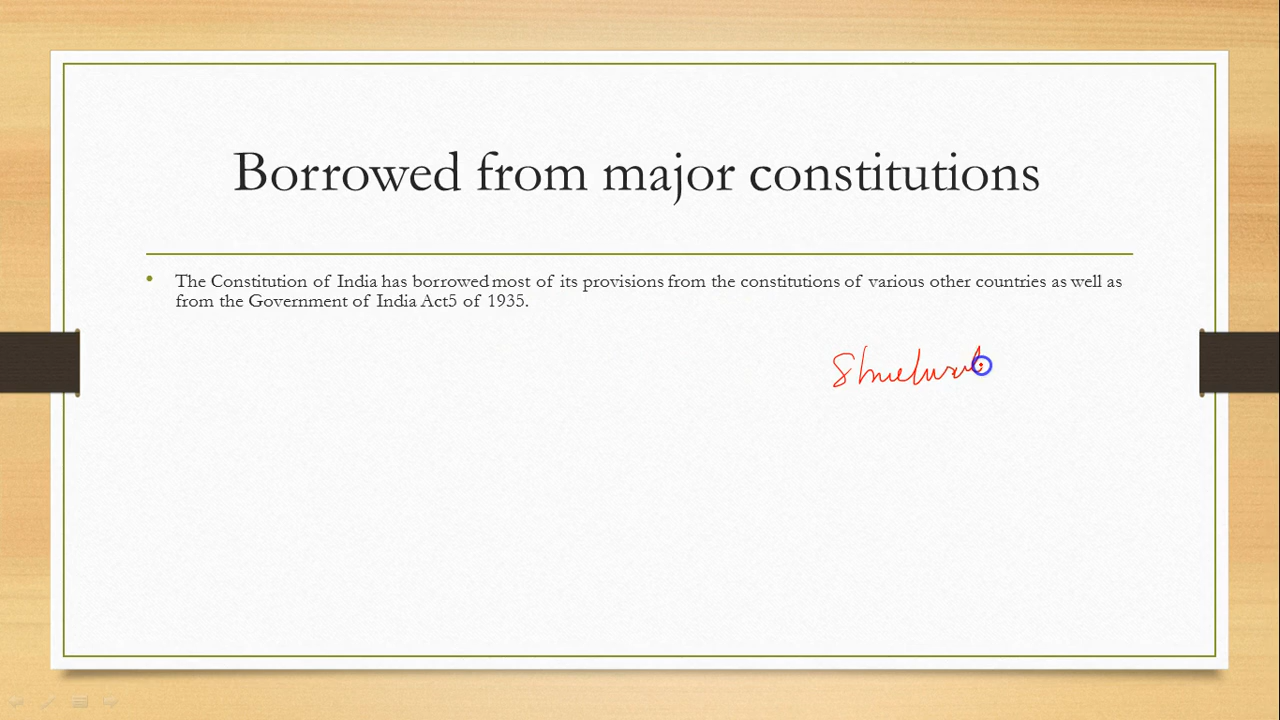 Borrowed from major constitutions
• The Constitution of India has borrowed most of its provisions from the constitutions of various other countries as well as
from the Government of India Act5 of 1935.